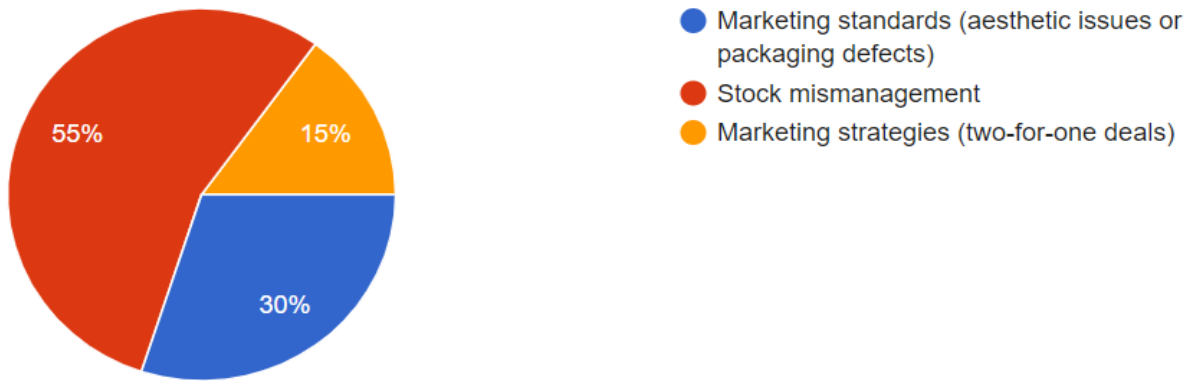 55%
15%
30%
Marketing standards (aesthetic issues or
packaging defects)
Stock mismanagement
Marketing strategies (two-for-one deals)